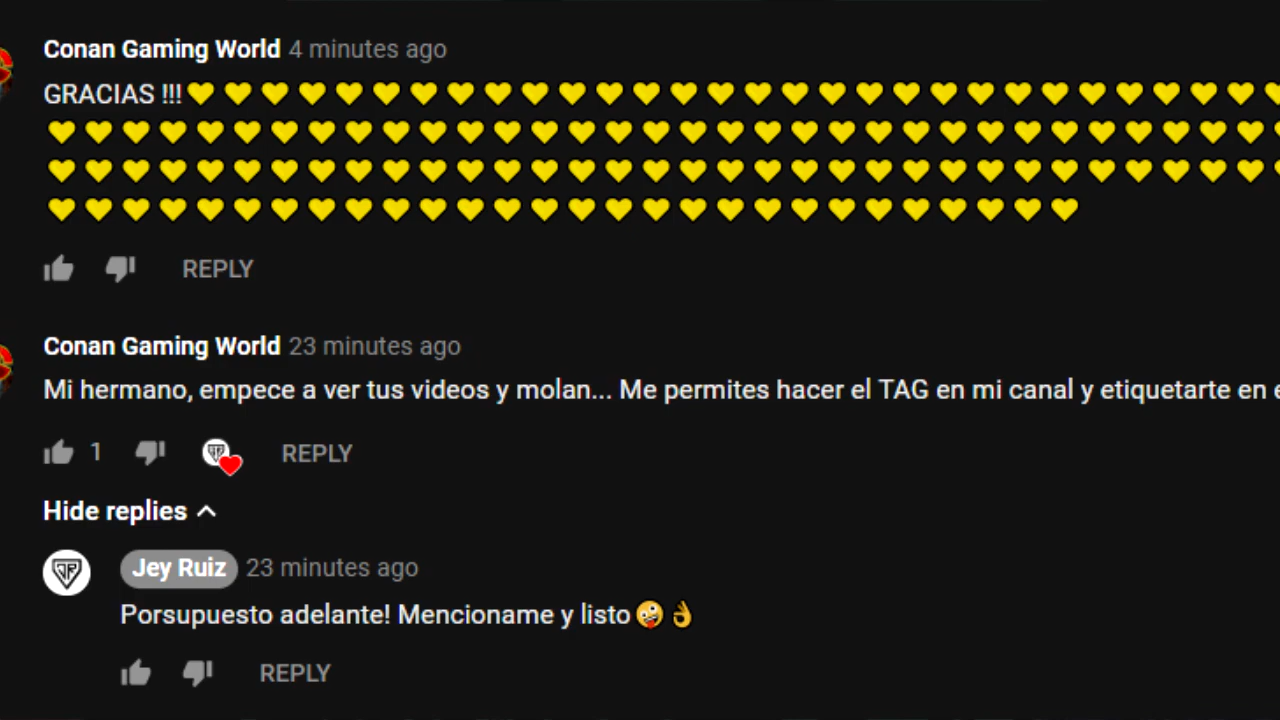 Conan Gaming World 4 minutes ago
GRACIAS !!!💛💛💛💛💛💛💛💛💛💛💛💛💛💛💛💛💛💛💛💛💛💛💛💛💛💛💛💛💛💛
💛💛💛💛💛💛💛💛💛💛💛💛💛💛💛💛💛💛💛💛💛💛💛💛💛💛💛💛💛💛💛💛💛💛
💛💛💛💛💛💛💛💛💛💛💛💛💛💛💛💛💛💛💛💛💛💛💛💛💛💛💛💛💛💛💛💛💛💛
💛💛💛💛💛💛💛💛💛💛💛💛💛💛💛💛💛💛💛💛💛💛💛💛💛💛💛💛
REPLY
Conan Gaming World 23 minutes ago
Mi hermano, empece a ver tus videos y molan... Me permites hacer el TAG en mi canal y etiquetarte en
1 REPLY
Hide replies
Jey Ruiz 23 minutes ago
Porsupuesto adelante! Mencioname y listo🤪👌
REPLY